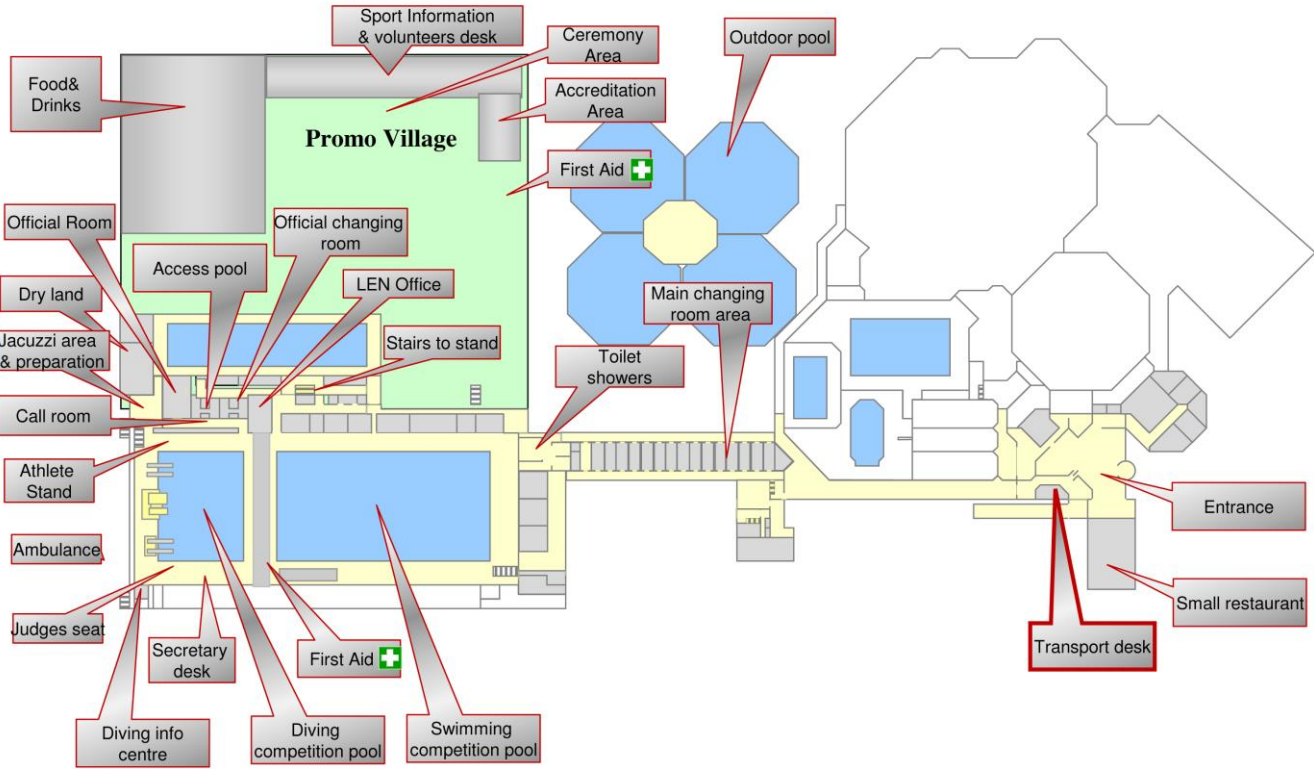 Sport Information
& volunteers desk
Ceremony
Area
Outdoor pool
Food&
Drinks
Accreditation
Area
Promo Village
First Aid
Official Room
Official changing
room
Access pool
LEN Office
Dry land
Main changing
room area
Jacuzzi area
& preparation
Stairs to stand
Toilet
showers
Call room
Athlete
Stand
Entrance
Ambulance
Small restaurant
Judges seat
Secretary
desk
First Aid
Transport desk
Diving info
centre
Diving
competition pool
Swimming
competition pool